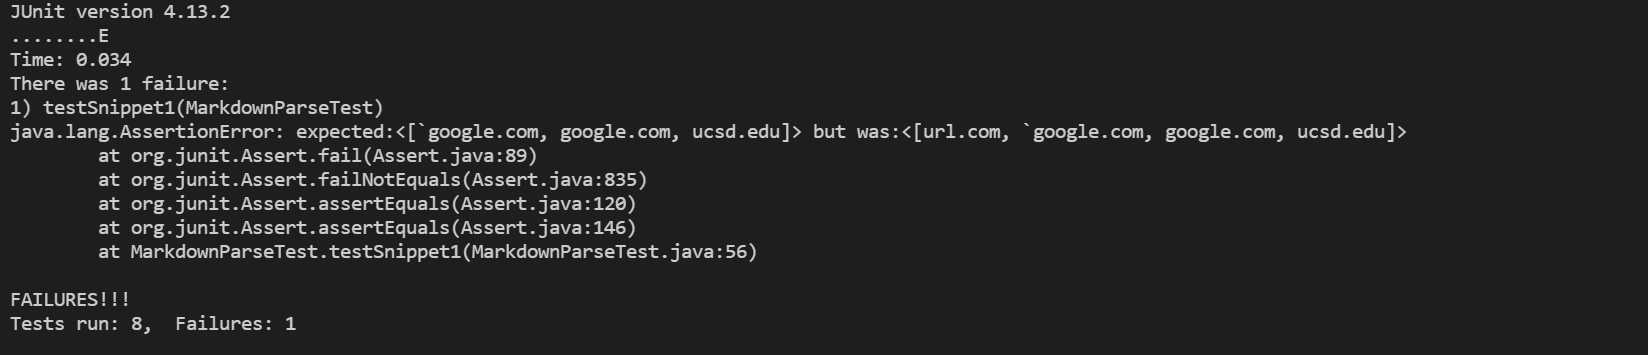 JUnit version 4.13.2
........E
Time: 0.034
There was 1 failure:
1) testSnippet1(MarkdownParseTest)
java.lang.AssertionError: expected:<[`google.com, google.com, ucsd.edu]> but was:<[url.com, `google.com, google.com, ucsd.edu]>
        at org.junit.Assert.fail(Assert.java:89)
        at org.junit.Assert.failNotEquals(Assert.java:835)
        at org.junit.Assert.assertEquals(Assert.java:120)
        at org.junit.Assert.assertEquals(Assert.java:146)
        at MarkdownParseTest.testSnippet1(MarkdownParseTest.java:56)

FAILURES!!!
Tests run: 8,  Failures: 1